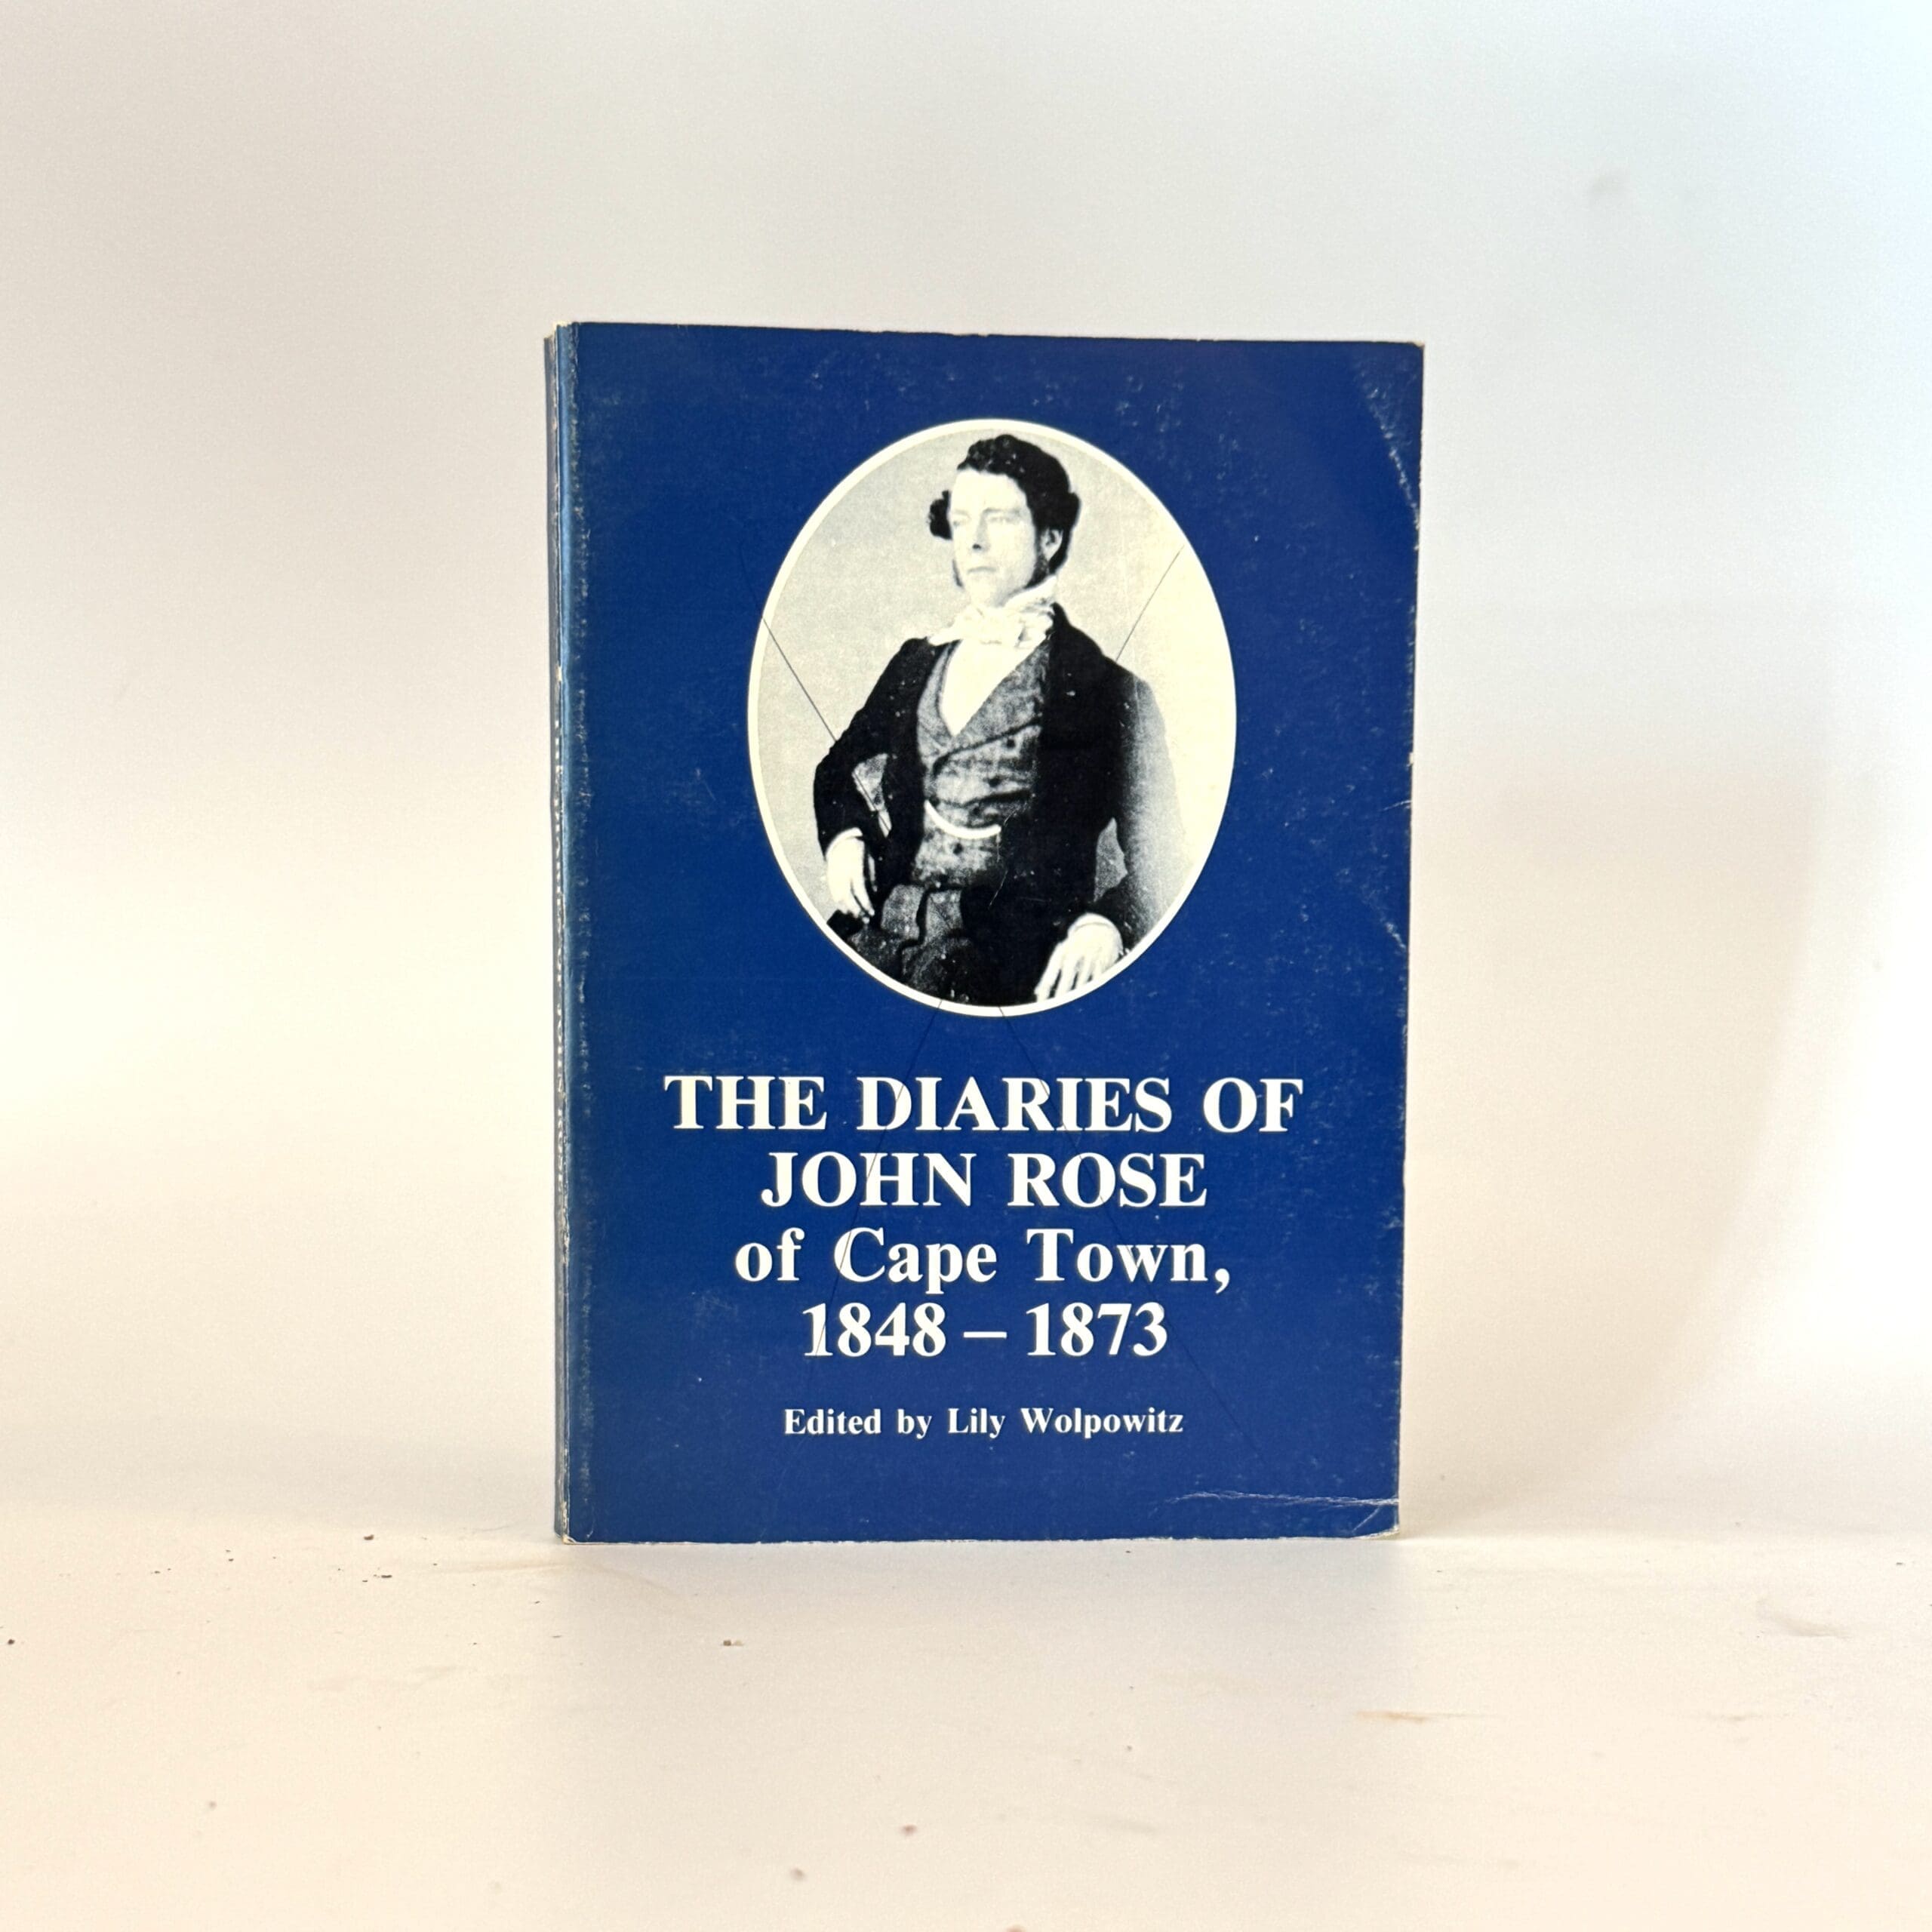 THE DIARIES OF
JOHN ROSE
of Cape Town,
1848 – 1873
Edited by Lily Wolpowitz